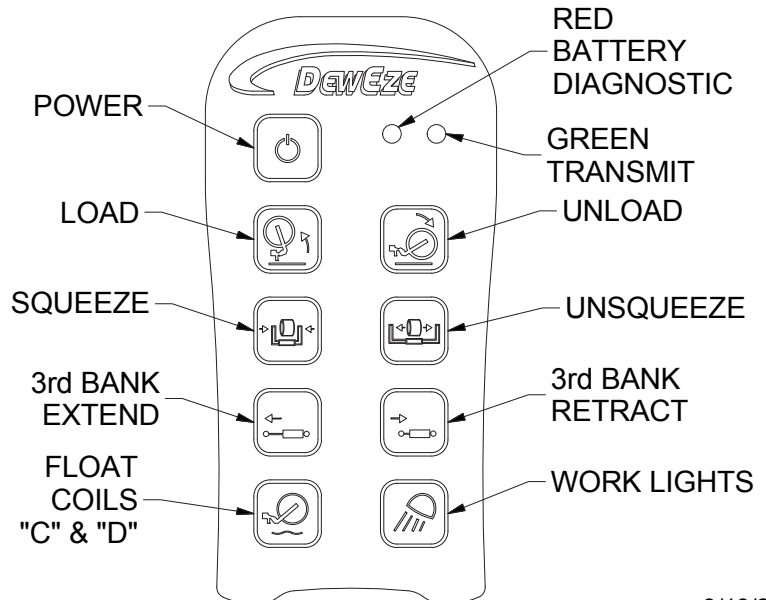 RED
BATTERY
DIAGNOSTIC
DEWEZE
POWER
GREEN
TRANSMIT
LOAD
UNLOAD
SQUEEZE
UNSQUEEZE
3rd BANK
EXTEND
3rd BANK
RETRACT
FLOAT
COILS
"C" & "D"
WORK LIGHTS